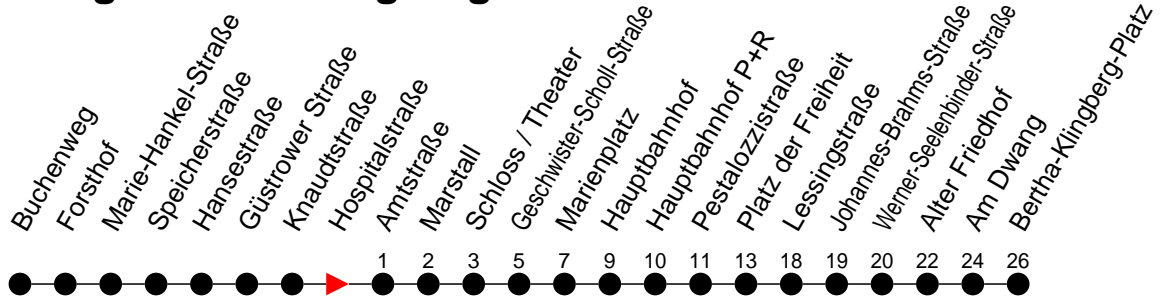 Buchenweg
Forsthof
Marie-Hankel-Straße
Speicherstraße
Hansestraße
Güstrower Straße
Knaudtstraße
Hospitalstraße
Amtstraße
Marstall
Schloss / Theater
Geschwister-Scholl-Straße
Marienplatz
Hauptbahnhof
Hauptbahnhof P+R
Pestalozzistraße
Platz der Freiheit
Lessingstraße
Johannes-Brahms-Straße
Werner-Seelenbinder-Straße
Alter Friedhof
Am Dwang
Bertha-Klingberg-Platz
1 2 3 5 7 9 10 11 13 18 19 20 22 24 26